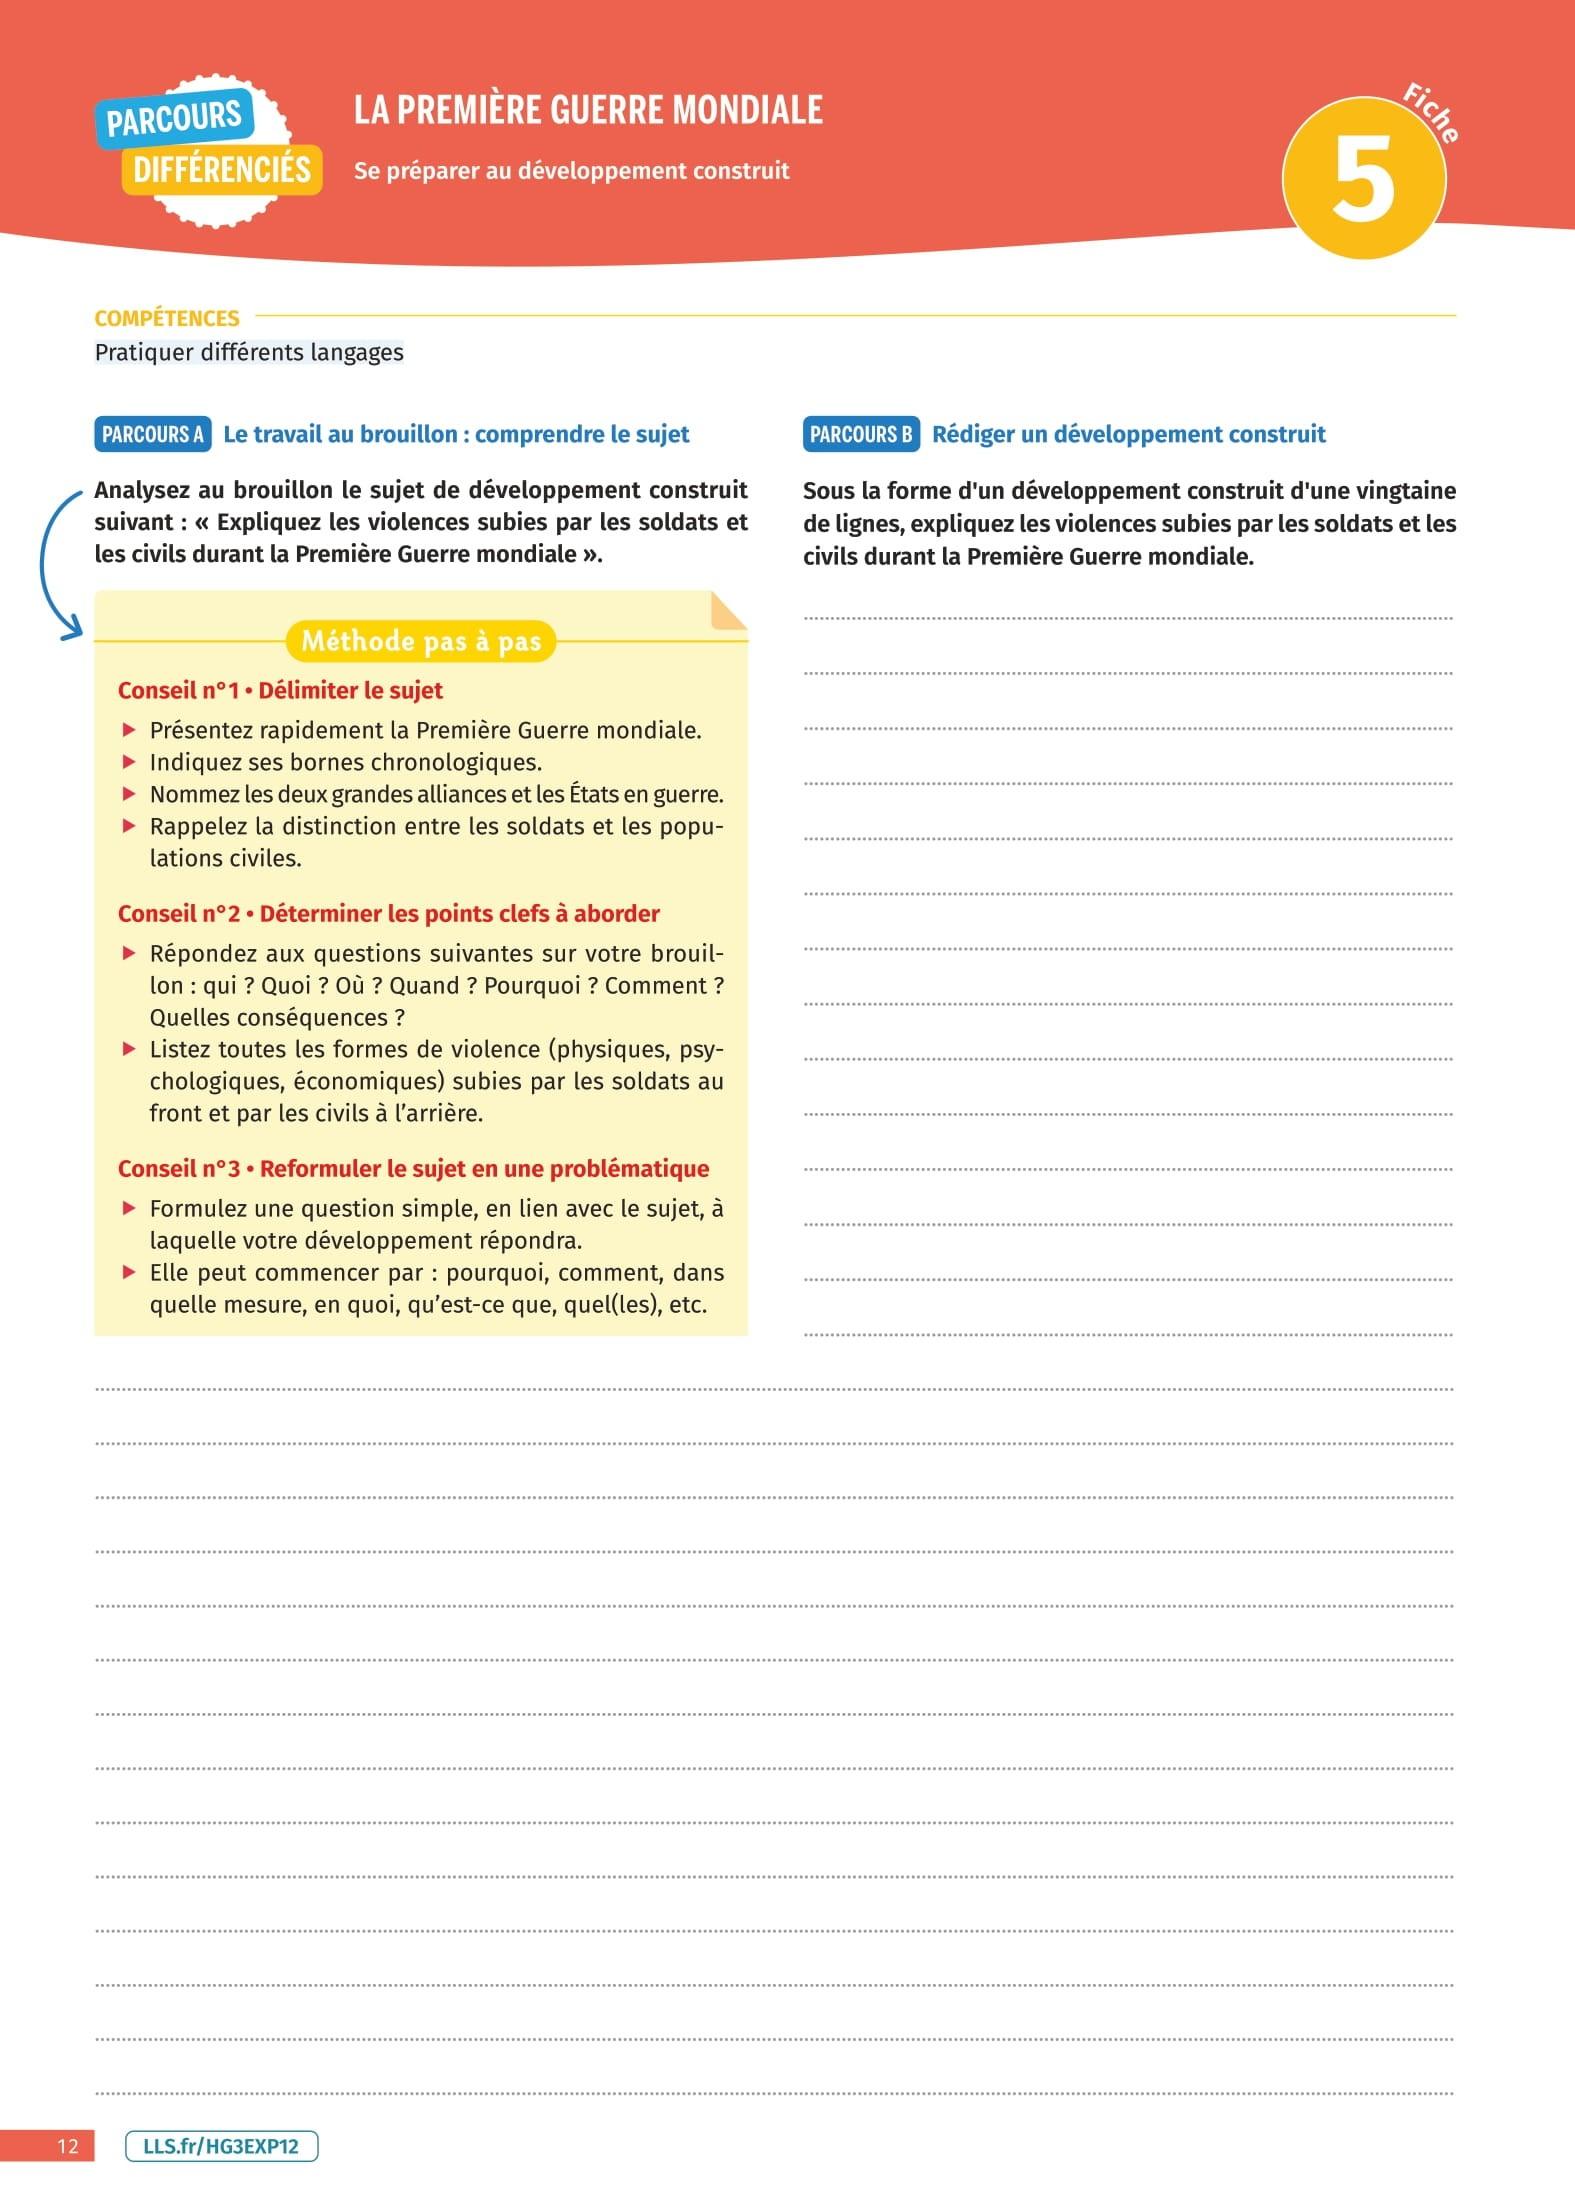 PARCOURS
DIFFÉRENCIÉS
LA PREMIÈRE GUERRE MONDIALE
Se préparer au développement construit
Fiche
5
COMPÉTENCES
Pratiquer différents langages
PARCOURS A Le travail au brouillon : comprendre le sujet
Analysez au brouillon le sujet de développement construit
suivant : « Expliquez les violences subies par les soldats et
les civils durant la Première Guerre mondiale ».
Méthode pas à pas
Conseil n°1 • Délimiter le sujet
▶ Présentez rapidement la Première Guerre mondiale.
▶ Indiquez ses bornes chronologiques.
▶ Nommez les deux grandes alliances et les États en guerre.
▶ Rappelez la distinction entre les soldats et les popu-
lations civiles.
Conseil n°2 • Déterminer les points clefs à aborder
▶ Répondez aux questions suivantes sur votre brouil-
lon : qui ? Quoi ? Où ? Quand ? Pourquoi ? Comment ?
Quelles conséquences ?
▶ Listez toutes les formes de violence (physiques, psy-
chologiques, économiques) subies par les soldats au
front et par les civils à l’arrière.
Conseil n°3 • Reformuler le sujet en une problématique
▶ Formulez une question simple, en lien avec le sujet, à
laquelle votre développement répondra.
▶ Elle peut commencer par : pourquoi, comment, dans
quelle mesure, en quoi, qu’est-ce que, quel(les), etc.
PARCOURS B Rédiger un développement construit
Sous la forme d'un développement construit d'une vingtaine
de lignes, expliquez les violences subies par les soldats et les
civils durant la Première Guerre mondiale.
12
LLS.fr/HG3EXP12